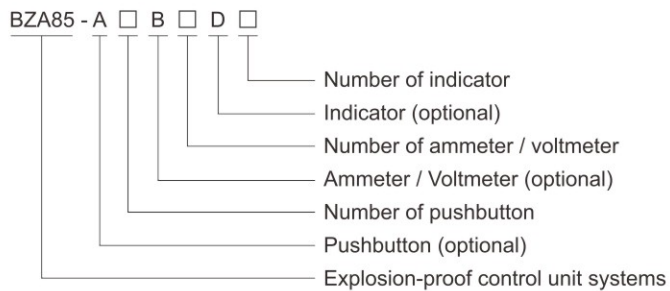 BZA85 - A □ B □ D □
Number of indicator
Indicator (optional)
Number of ammeter / voltmeter
Ammeter / Voltmeter (optional)
Number of pushbutton
Pushbutton (optional)
Explosion-proof control unit systems